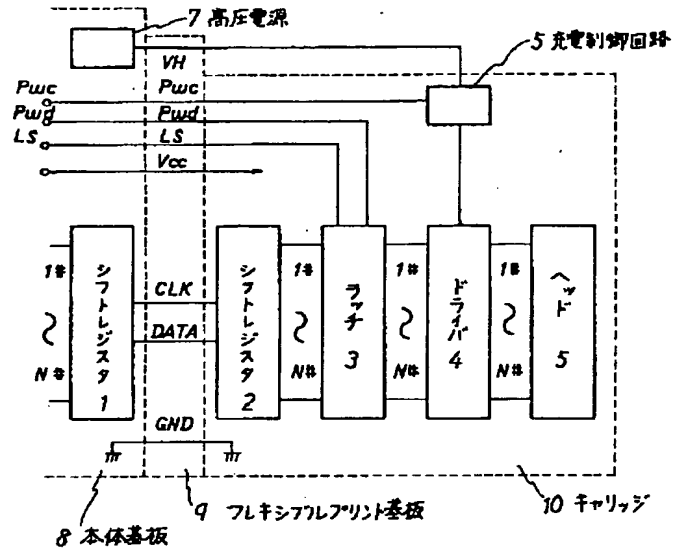 7 高圧電源
5 充電制御回路
VH
Pwc Pwc
Pwd Pwd
LS LS
Vcc
1# シフトレジスタ 1 N#
CLK
DATA
シフトレジスタ 2
1# N#
ラッチ 3
1# N#
ドライバ 4
1# N#
ヘッド 5
GND
8 本体基板
9 フレキシブルプリント基板
10 キャリッジ